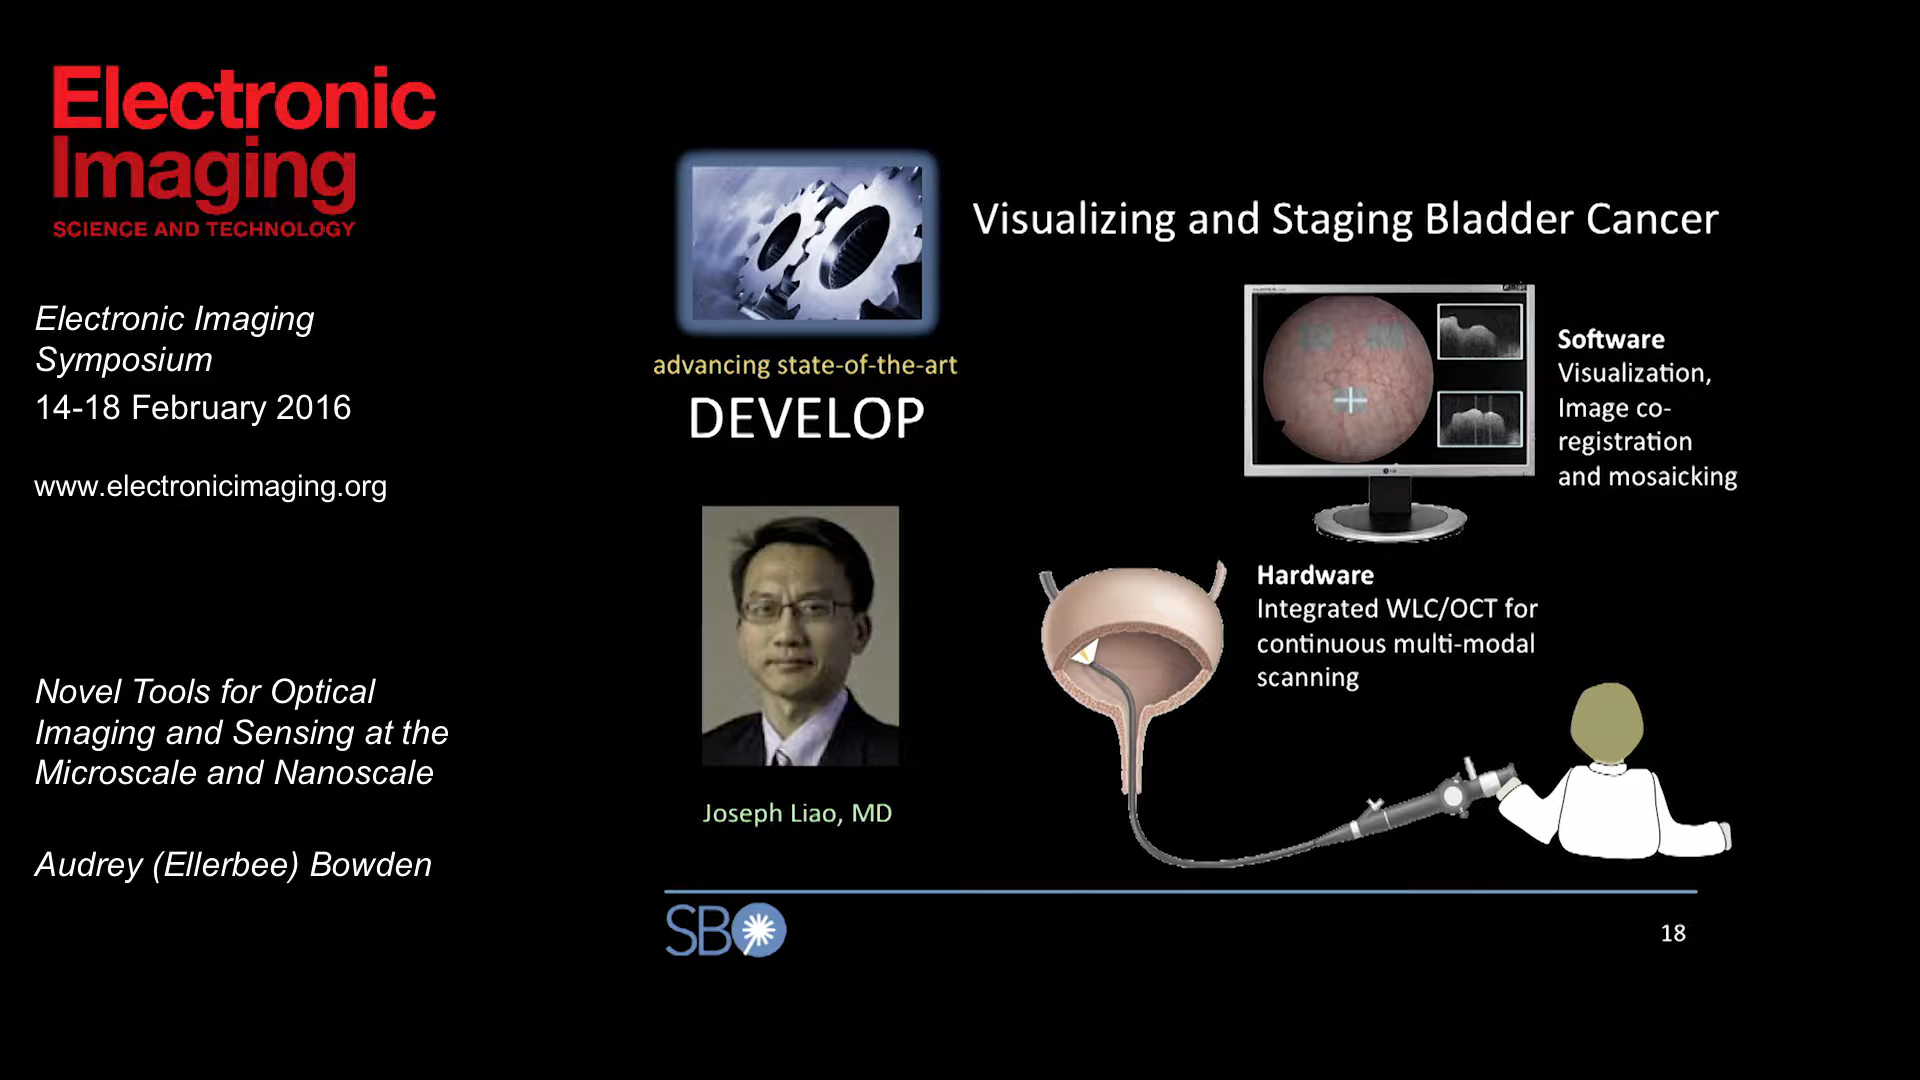 Electronic
Imaging
SCIENCE AND TECHNOLOGY
Electronic Imaging
Symposium
14-18 February 2016
www.electronicimaging.org
Novel Tools for Optical
Imaging and Sensing at the
Microscale and Nanoscale
Audrey (Ellerbee) Bowden
advancing state-of-the-art
DEVELOP
Joseph Liao, MD
Visualizing and Staging Bladder Cancer
Software
Visualization,
Image co-
registration
and mosaicking
Hardware
Integrated WLC/OCT for
continuous multi-modal
scanning
SBO
18